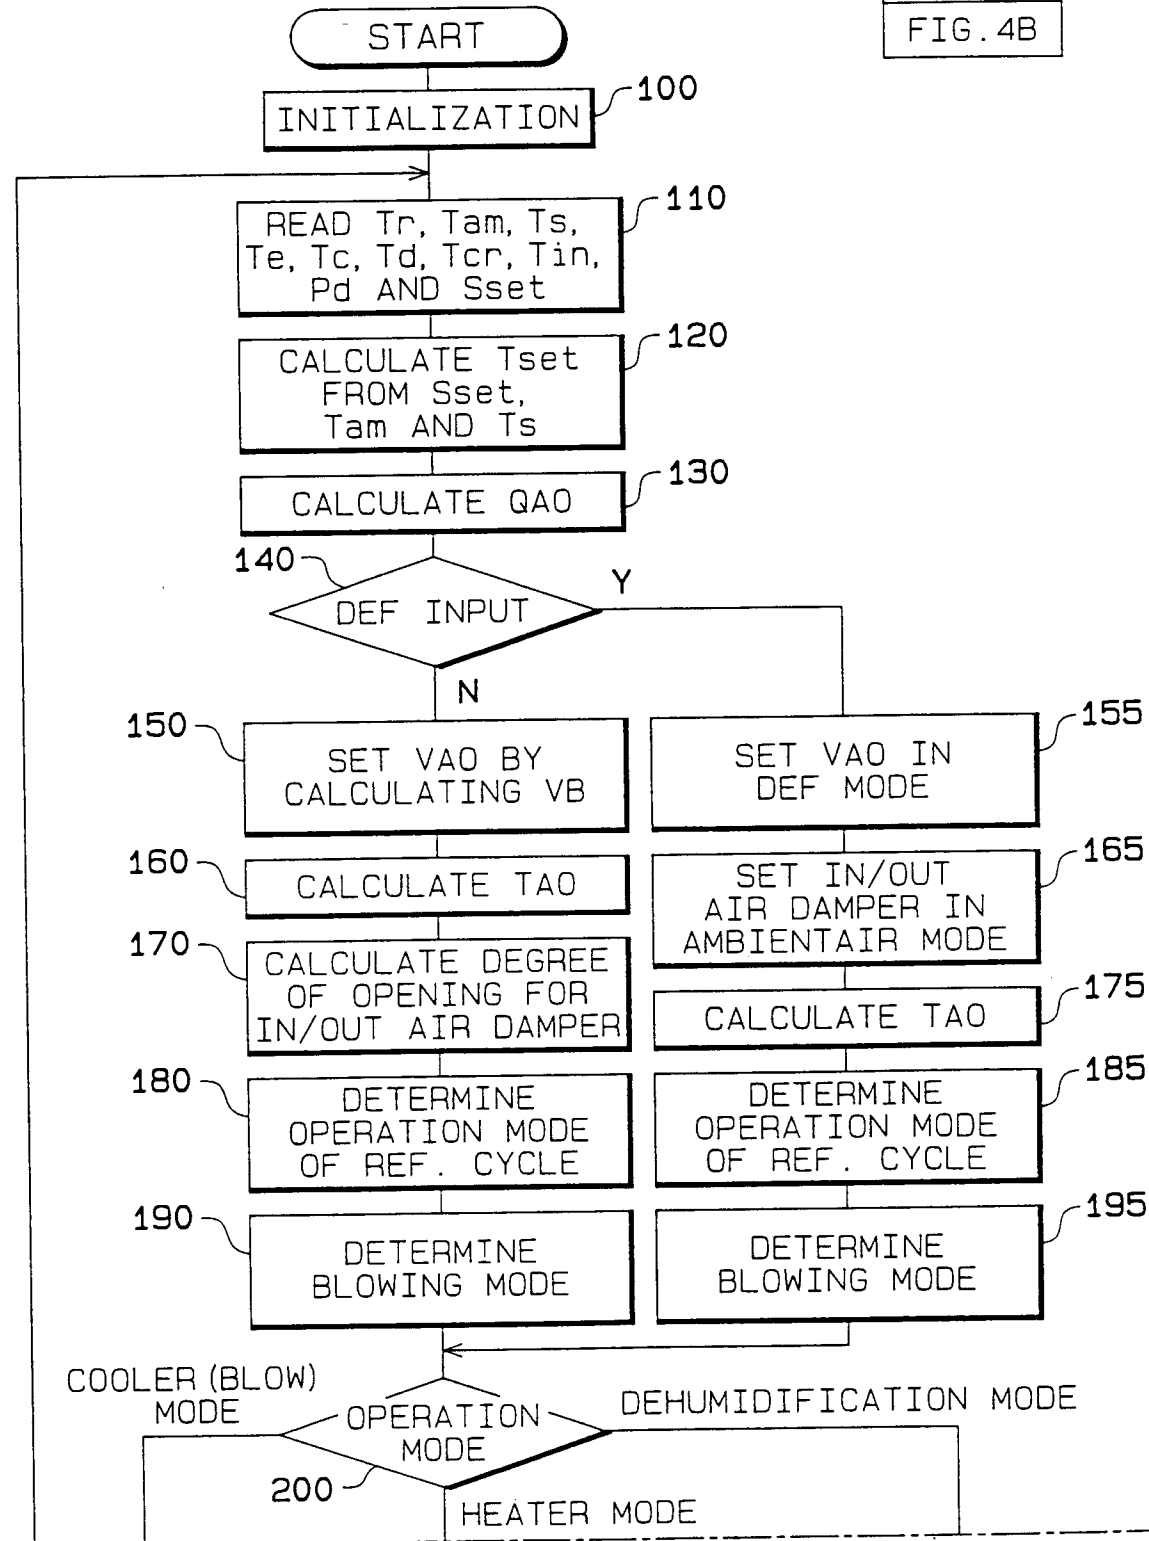 FIG.4B
START
100
INITIALIZATION
110
READ Tr, Tam, Ts,
Te, Tc, Td, Tcr, Tin,
Pd AND Sset
120
CALCULATE Tset
FROM Sset,
Tam AND Ts
130
CALCULATE QAO
140
DEF INPUT
Y
N
150
SET VAO BY
CALCULATING VB
155
SET VAO IN
DEF MODE
160
CALCULATE TAO
165
SET IN/OUT
AIR DAMPER IN
AMBIENTAIR MODE
170
CALCULATE DEGREE
OF OPENING FOR
IN/OUT AIR DAMPER
175
CALCULATE TAO
180
DETERMINE
OPERATION MODE
OF REF. CYCLE
185
DETERMINE
OPERATION MODE
OF REF. CYCLE
190
DETERMINE
BLOWING MODE
195
DETERMINE
BLOWING MODE
COOLER (BLOW)
MODE
OPERATION
MODE
DEHUMIDIFICATION MODE
200
HEATER MODE